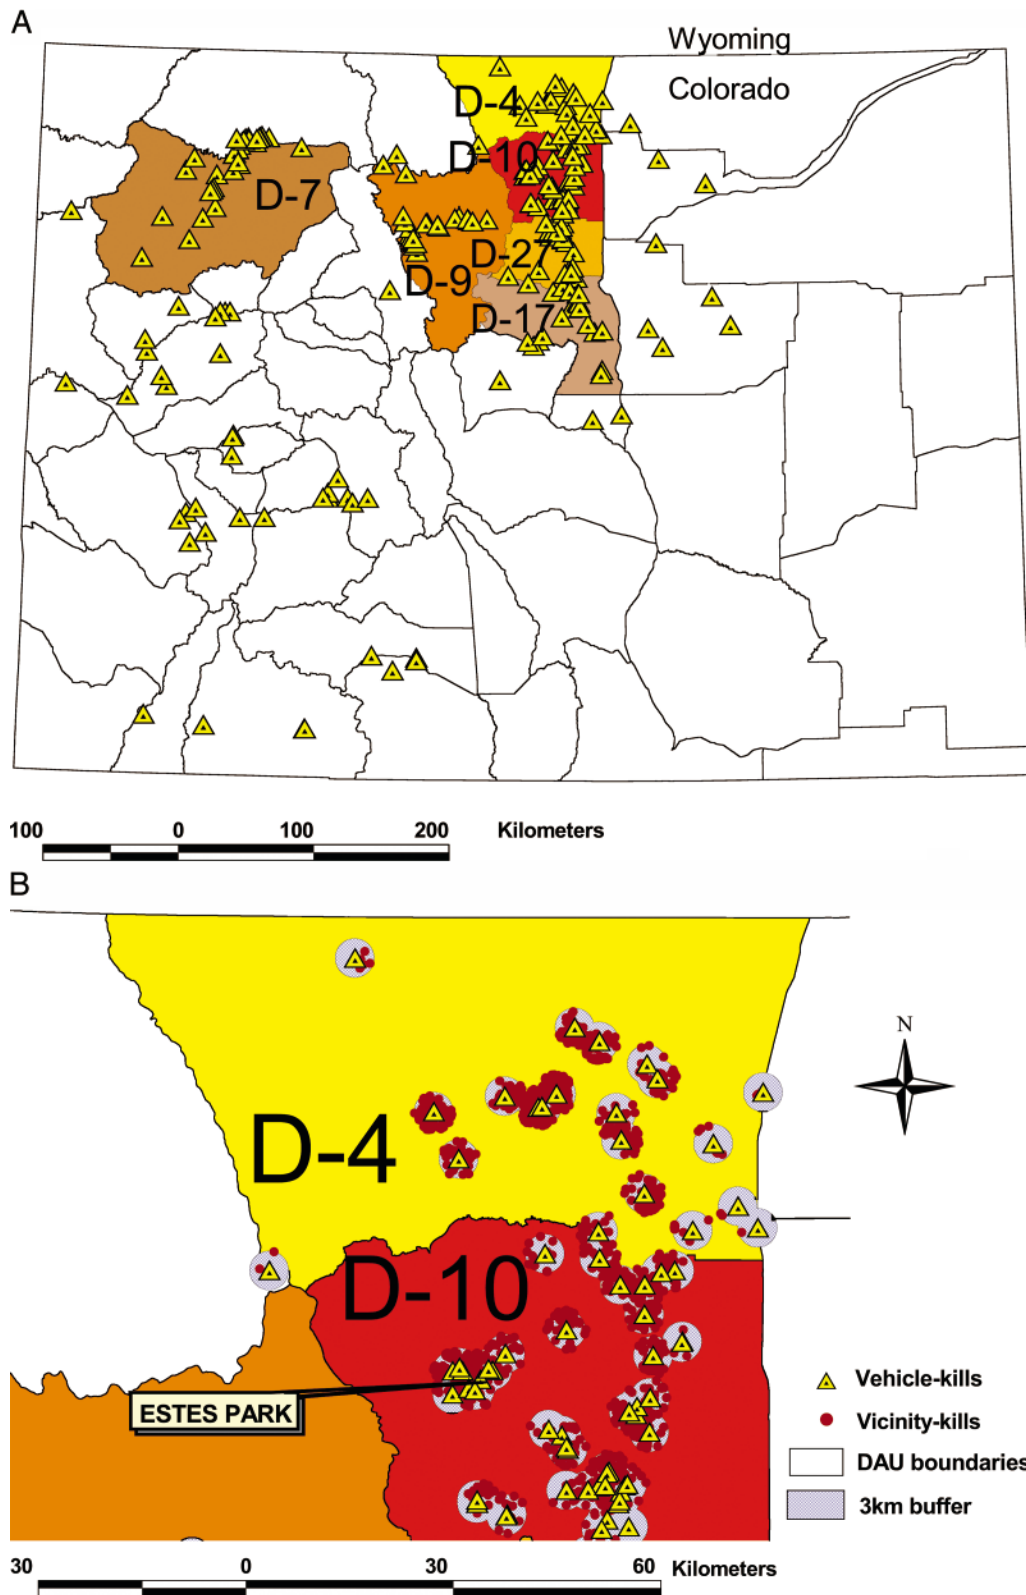 A
Wyoming
Colorado
D-4
D-10
D-7
D-27
D-9
D-17
100 0 100 200 Kilometers
B
N
D-4
D-10
ESTES PARK
Vehicle-kills
Vicinity-kills
DAU boundaries
3km buffer
30 0 30 60 Kilometers